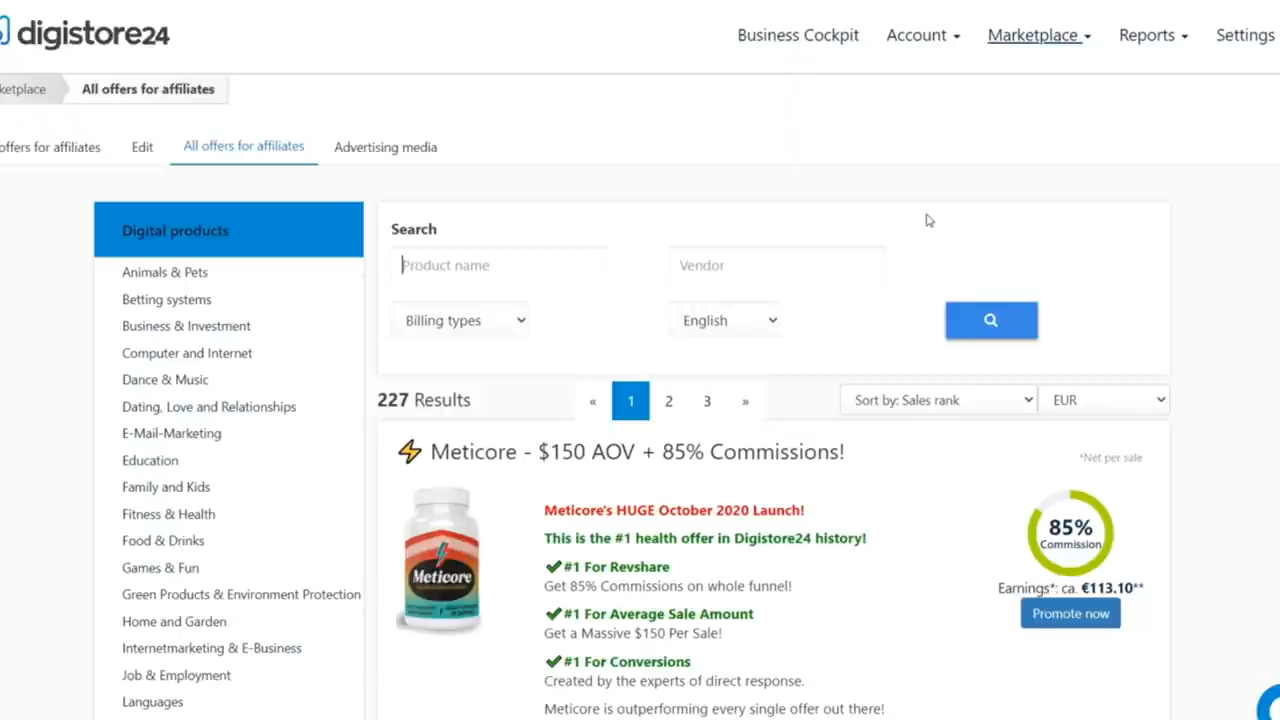 digistore24
Business Cockpit Account Marketplace Reports Settings
ketplace All offers for affiliates
offers for affiliates Edit All offers for affiliates Advertising media
Digital products
Animals & Pets
Betting systems
Business & Investment
Computer and Internet
Dance & Music
Dating, Love and Relationships
E-Mail-Marketing
Education
Family and Kids
Fitness & Health
Food & Drinks
Games & Fun
Green Products & Environment Protection
Home and Garden
Internetmarketing & E-Business
Job & Employment
Languages
Search
Product name Vendor
Billing types English
227 Results « 1 2 3 » Sort by: Sales rank EUR
Meticore - $150 AOV + 85% Commissions!
*Net per sale
Meticore
Meticore's HUGE October 2020 Launch!
This is the #1 health offer in Digistore24 history!
#1 For Revshare
Get 85% Commissions on whole funnel!
#1 For Average Sale Amount
Get a Massive $150 Per Sale!
#1 For Conversions
Created by the experts of direct response.
Meticore is outperforming every single offer out there!
85%
Commission
Earnings*: ca. €113.10**
Promote now